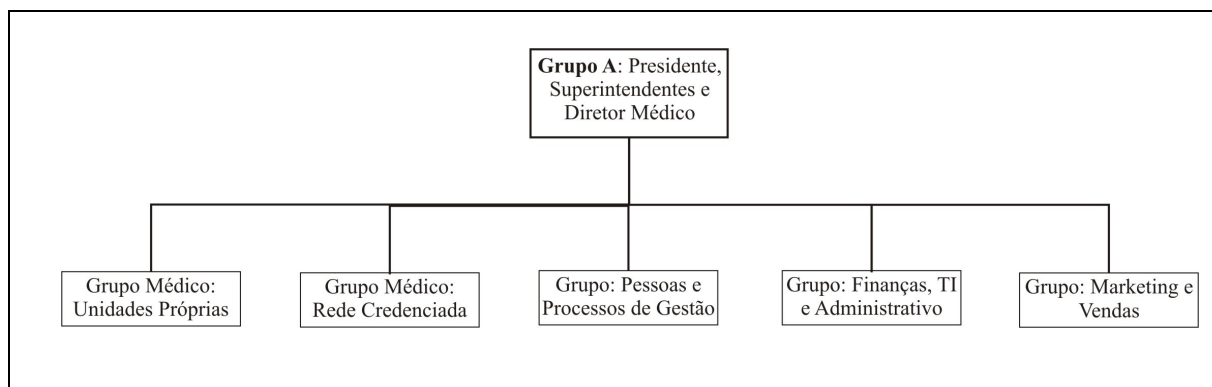 Grupo A: Presidente,
Superintendentes e
Diretor Médico
Grupo Médico:
Unidades Próprias
Grupo Médico:
Rede Credenciada
Grupo: Pessoas e
Processos de Gestão
Grupo: Finanças, TI
e Administrativo
Grupo: Marketing e
Vendas